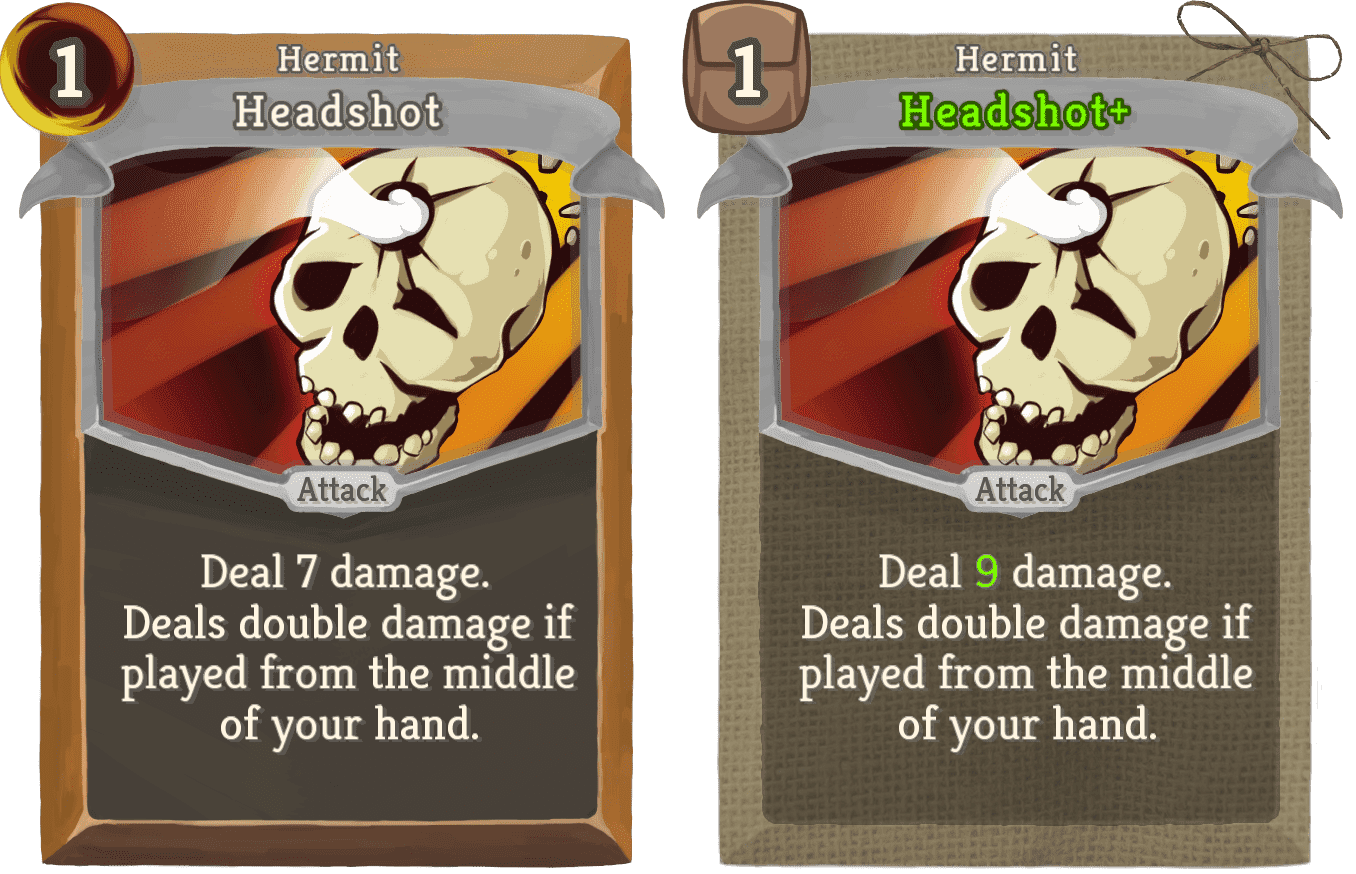 1
Hermit
Headshot
Attack
Deal 7 damage.
Deals double damage if
played from the middle
of your hand.
1
Hermit
Headshot+
Attack
Deal 9 damage.
Deals double damage if
played from the middle
of your hand.